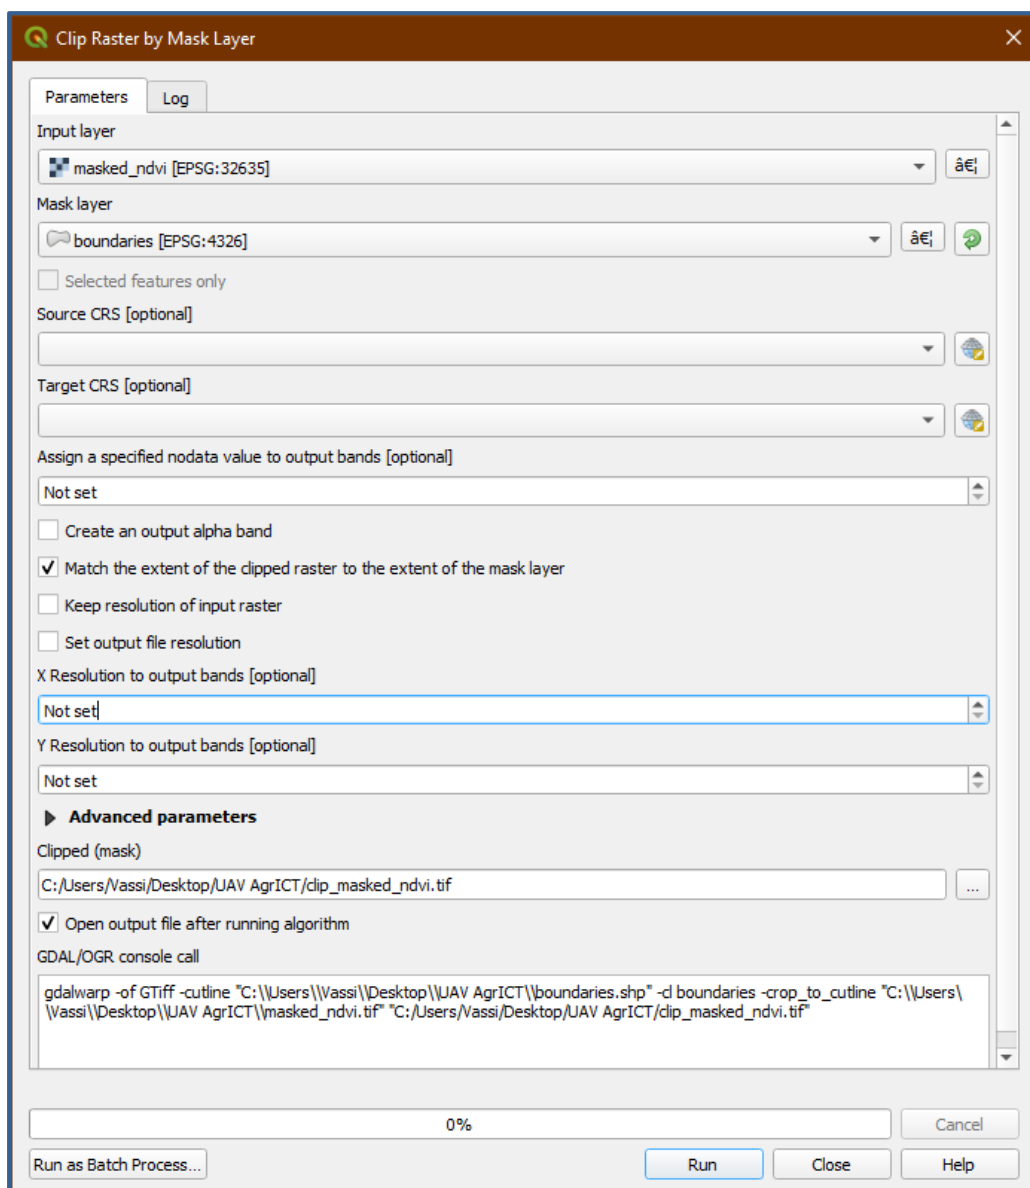 Clip Raster by Mask Layer
Parameters
Log
Input layer
masked_ndvi [EPSG:32635]
â€¦
Mask layer
boundaries [EPSG:4326]
â€¦
Selected features only
Source CRS [optional]
Target CRS [optional]
Assign a specified nodata value to output bands [optional]
Not set
Create an output alpha band
Match the extent of the clipped raster to the extent of the mask layer
Keep resolution of input raster
Set output file resolution
X Resolution to output bands [optional]
Not set
Y Resolution to output bands [optional]
Not set
Advanced parameters
Clipped (mask)
C:/Users/Vassi/Desktop/UAV AgrICT/clip_masked_ndvi.tif
...
Open output file after running algorithm
GDAL/OGR console call
gdalwarp -of GTiff -cutline "C:\\Users\\Vassi\\Desktop\\UAV AgrICT\\boundaries.shp" -cl boundaries -crop_to_cutline "C:\\Users\
\Vassi\\Desktop\\UAV AgrICT\\masked_ndvi.tif" "C:/Users/Vassi/Desktop/UAV AgrICT/clip_masked_ndvi.tif"
0%
Cancel
Run as Batch Process...
Run
Close
Help